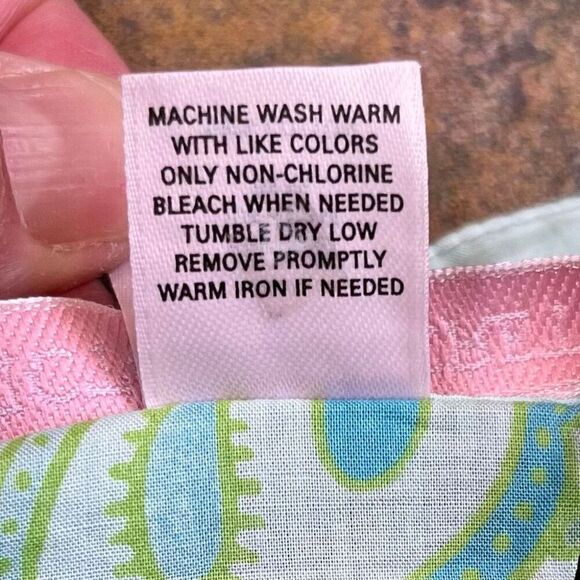 MACHINE WASH WARM
WITH LIKE COLORS
ONLY NON-CHLORINE
BLEACH WHEN NEEDED
TUMBLE DRY LOW
REMOVE PROMPTLY
WARM IRON IF NEEDED